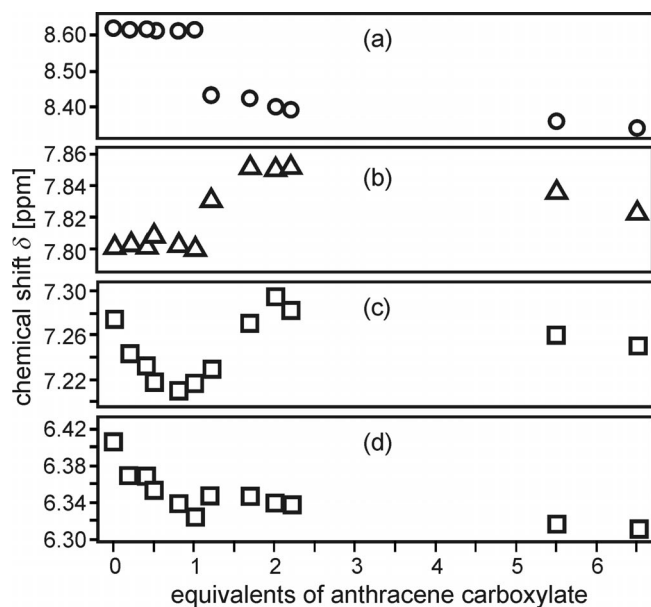 8.60
(a)
8.50
8.40
7.86
(b)
7.84
7.82
7.80
7.30
(c)
7.26
7.22
6.42
(d)
6.38
6.34
6.30
chemical shift δ [ppm]
0 1 2 3 4 5 6
equivalents of anthracene carboxylate